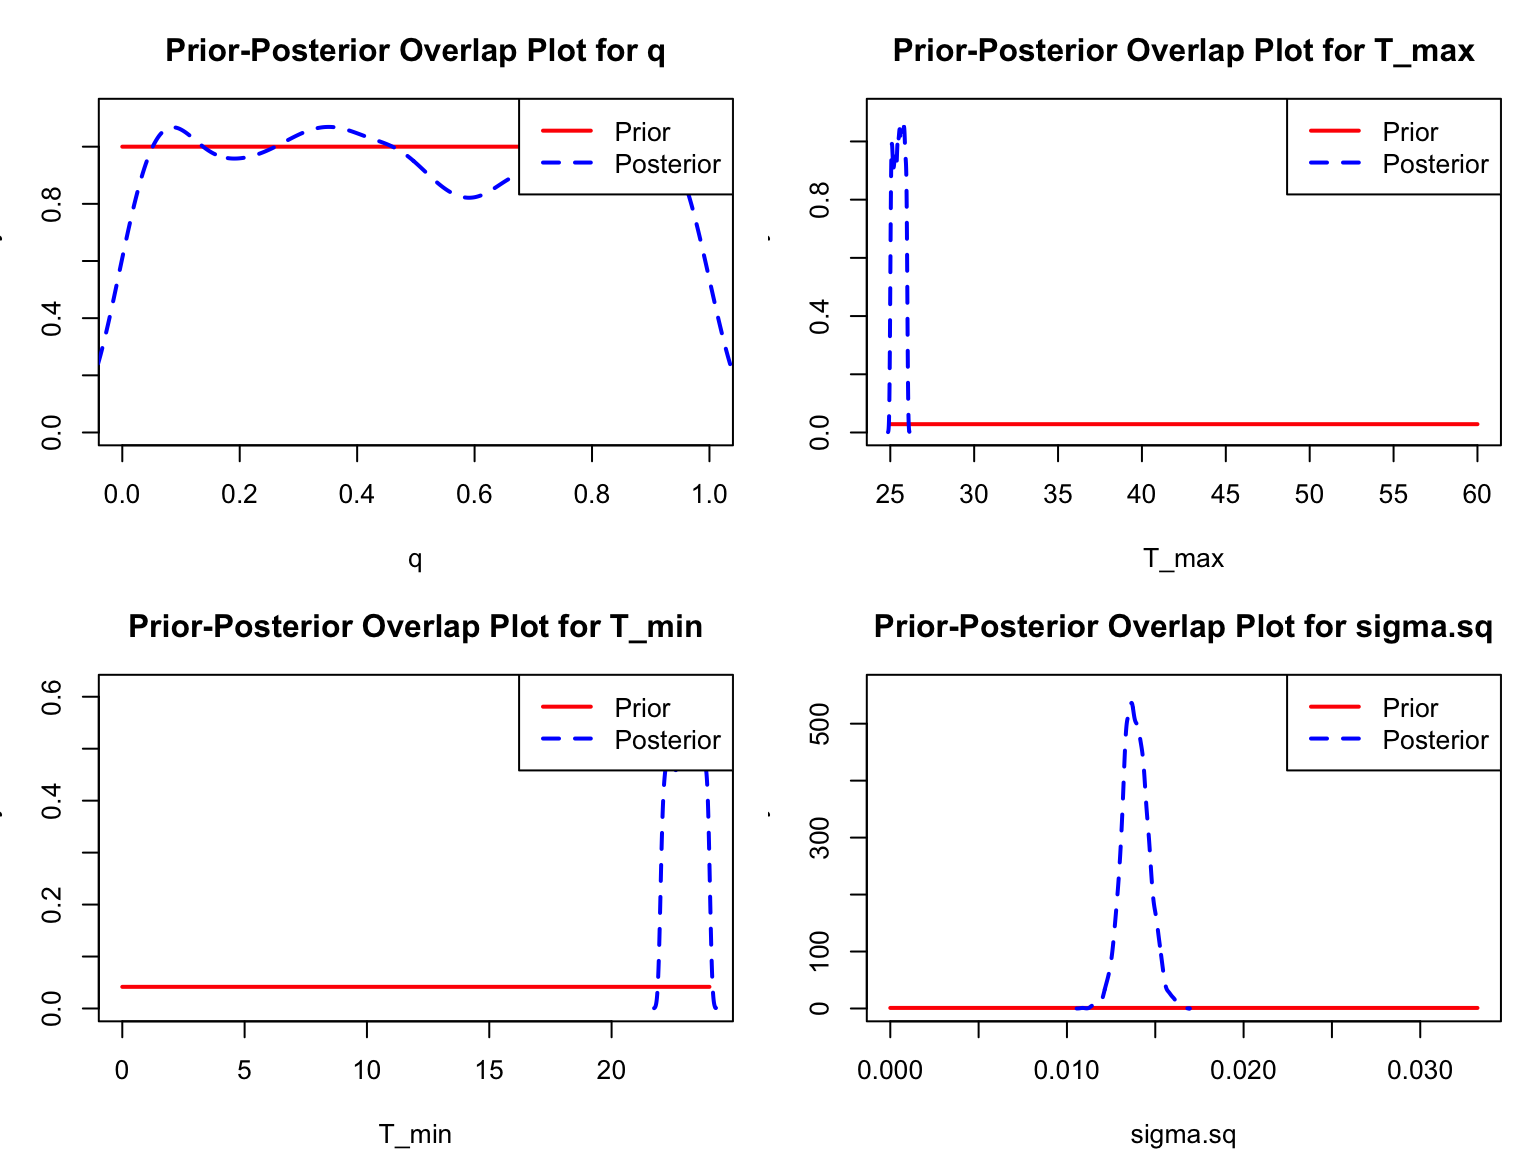 Prior-Posterior Overlap Plot for q
Prior
Posterior
0.0 0.4 0.8
0.0 0.2 0.4 0.6 0.8 1.0
q
Prior-Posterior Overlap Plot for T_max
Prior
Posterior
0.0 0.4 0.8
25 30 35 40 45 50 55 60
T_max
Prior-Posterior Overlap Plot for T_min
Prior
Posterior
0.0 0.2 0.4 0.6
0 5 10 15 20
T_min
Prior-Posterior Overlap Plot for sigma.sq
Prior
Posterior
0 100 300 500
0.000 0.010 0.020 0.030
sigma.sq